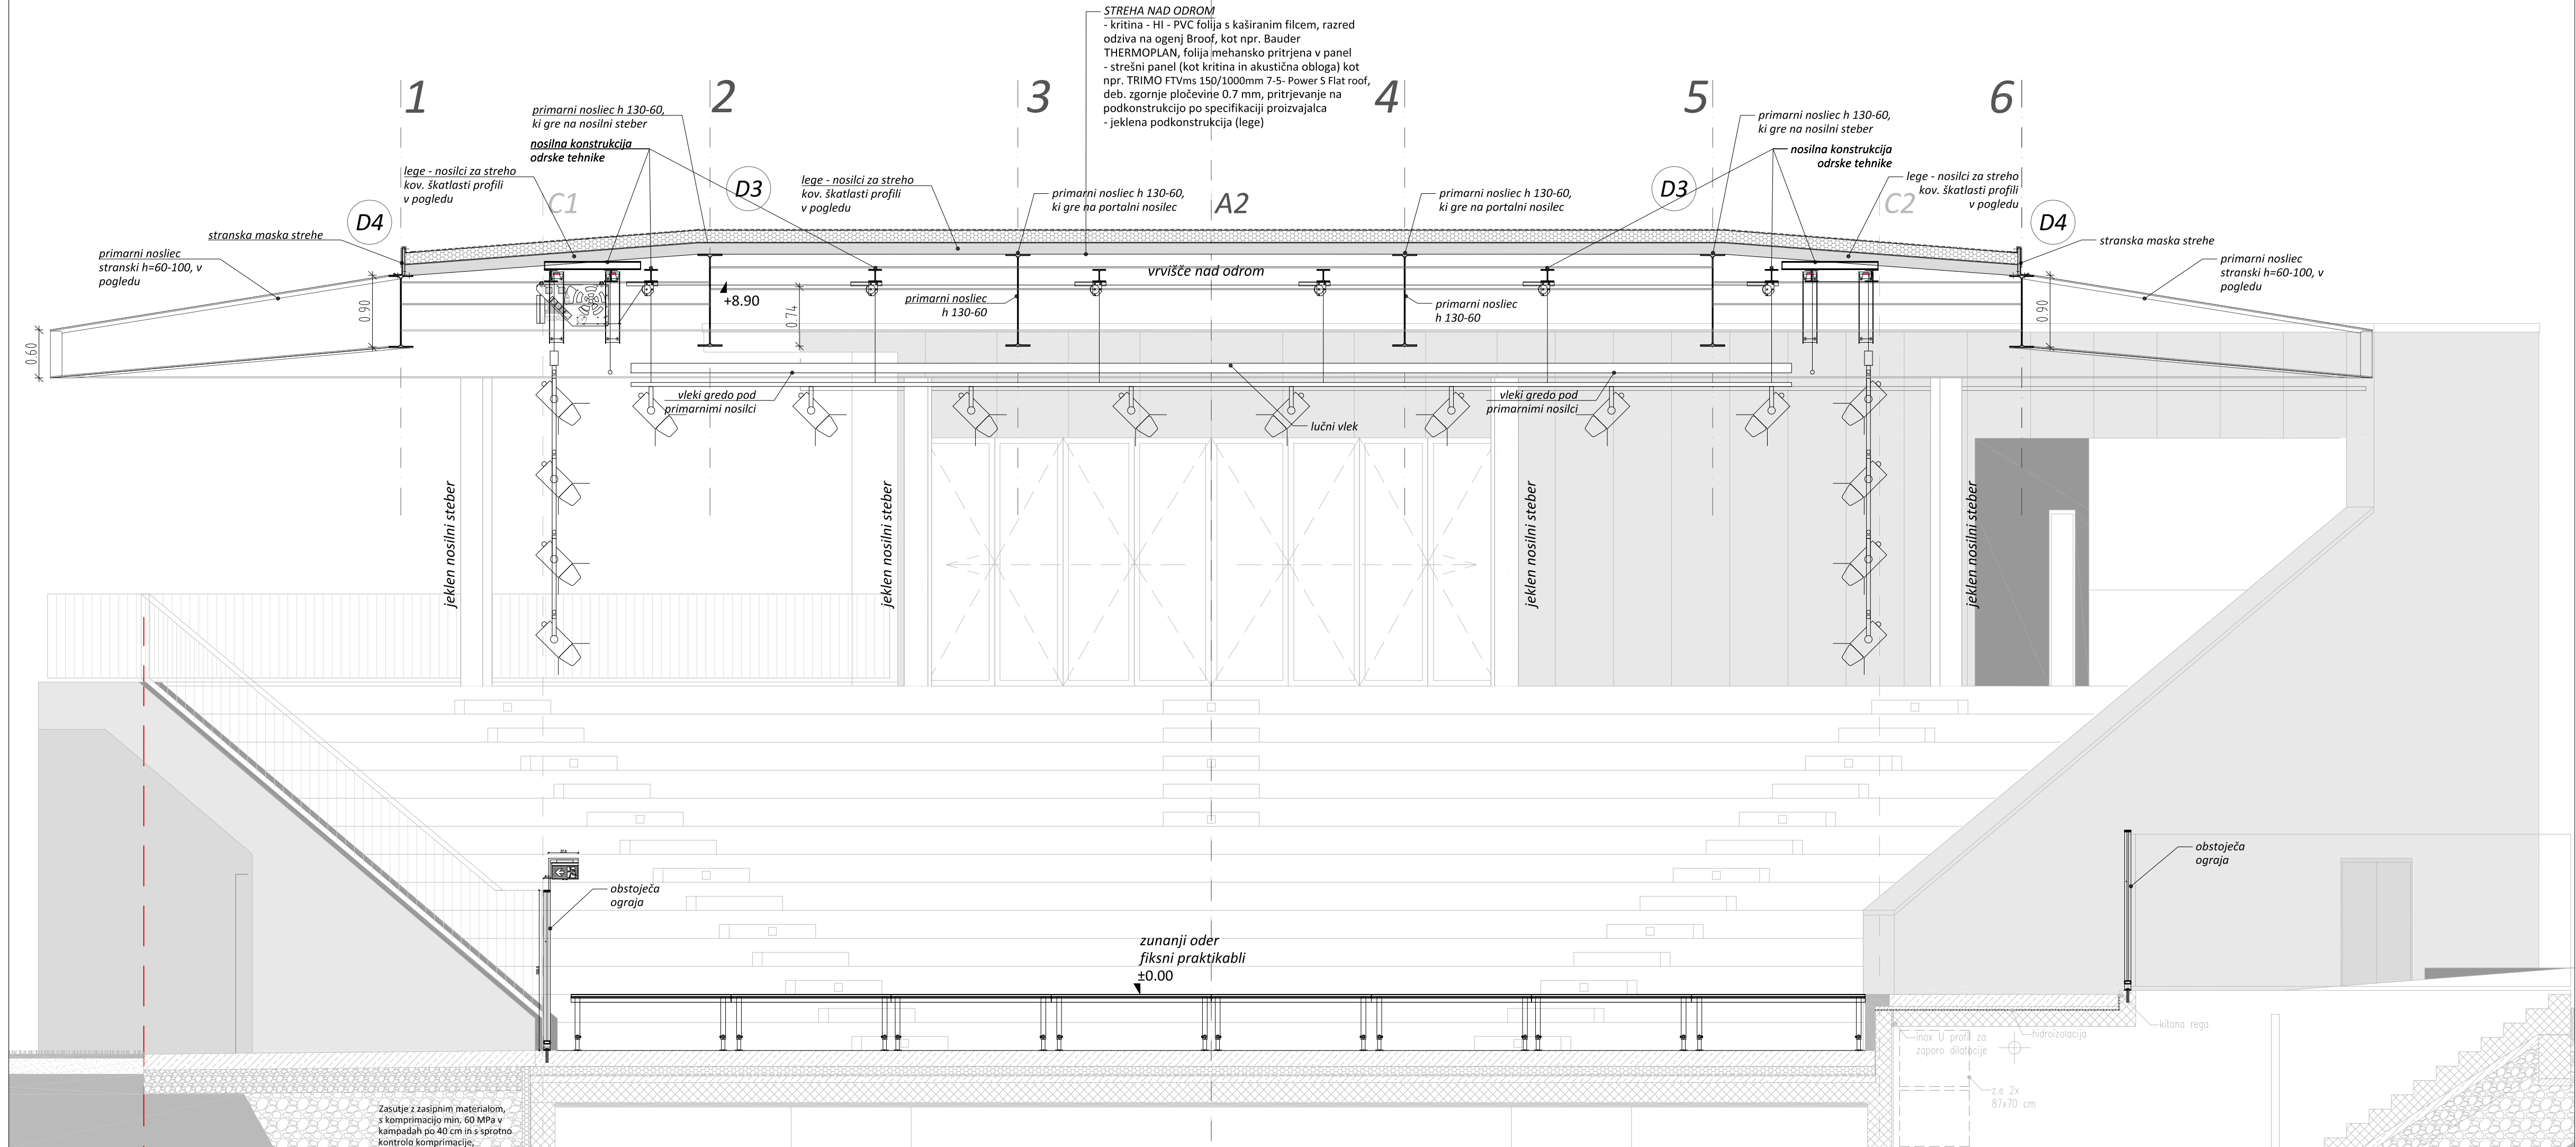 STREHA NAD ODROM
- kritina - HI - PVC folija s kaširanim filcem, razred
odziva na ogenj Broof, kot npr. Bauder
THERMOPLAN, folija mehansko pritrjena v panel
- strešni panel (kot kritina in akustična obloga) kot
npr. TRIMO FTVms 150/1000mm 7-5- Power S Flat roof,
deb. zgornje pločevine 0.7 mm, pritrjevanje na
podkonstrukcijo po specifikaciji proizvajalca
- jeklena podkonstrukcija (lege)
1
2
3
4
5
6
primarni nosliec h 130-60,
ki gre na nosilni steber
nosilna konstrukcija
odrske tehnike
lege - nosilci za streho
kov. škatlasti profili
v pogledu
C1
D3
lege - nosilci za streho
kov. škatlasti profili
v pogledu
primarni nosliec h 130-60,
ki gre na portalni nosilec
A2
primarni nosliec h 130-60,
ki gre na portalni nosilec
D3
primarni nosliec h 130-60,
ki gre na nosilni steber
nosilna konstrukcija
odrske tehnike
lege - nosilci za streho
kov. škatlasti profili
v pogledu
C2
D4
D4
stranska maska strehe
primarni nosliec
stranski h=60-100, v
pogledu
stranska maska strehe
primarni nosliec
stranski h=60-100, v
pogledu
0.60
0.90
+8.90
0.74
vrvišče nad odrom
primarni nosliec
h 130-60
primarni nosliec
h 130-60
0.90
vleki gredo pod
primarnimi nosilci
vleki gredo pod
primarnimi nosilci
lučni vlek
jeklen nosilni steber
jeklen nosilni steber
jeklen nosilni steber
jeklen nosilni steber
obstoječa
ograja
obstoječa
ograja
zunanji oder
fiksni praktikabli
±0.00
inox U profil za
zaporo dilatacije
hidroizolacija
kitana rega
z.e 2x
87x70 cm
Zasutje z zasipnim materialom,
s komprimacijo min. 60 MPa v
kampadah po 40 cm in s sprotno
kontrolo komprimacije,